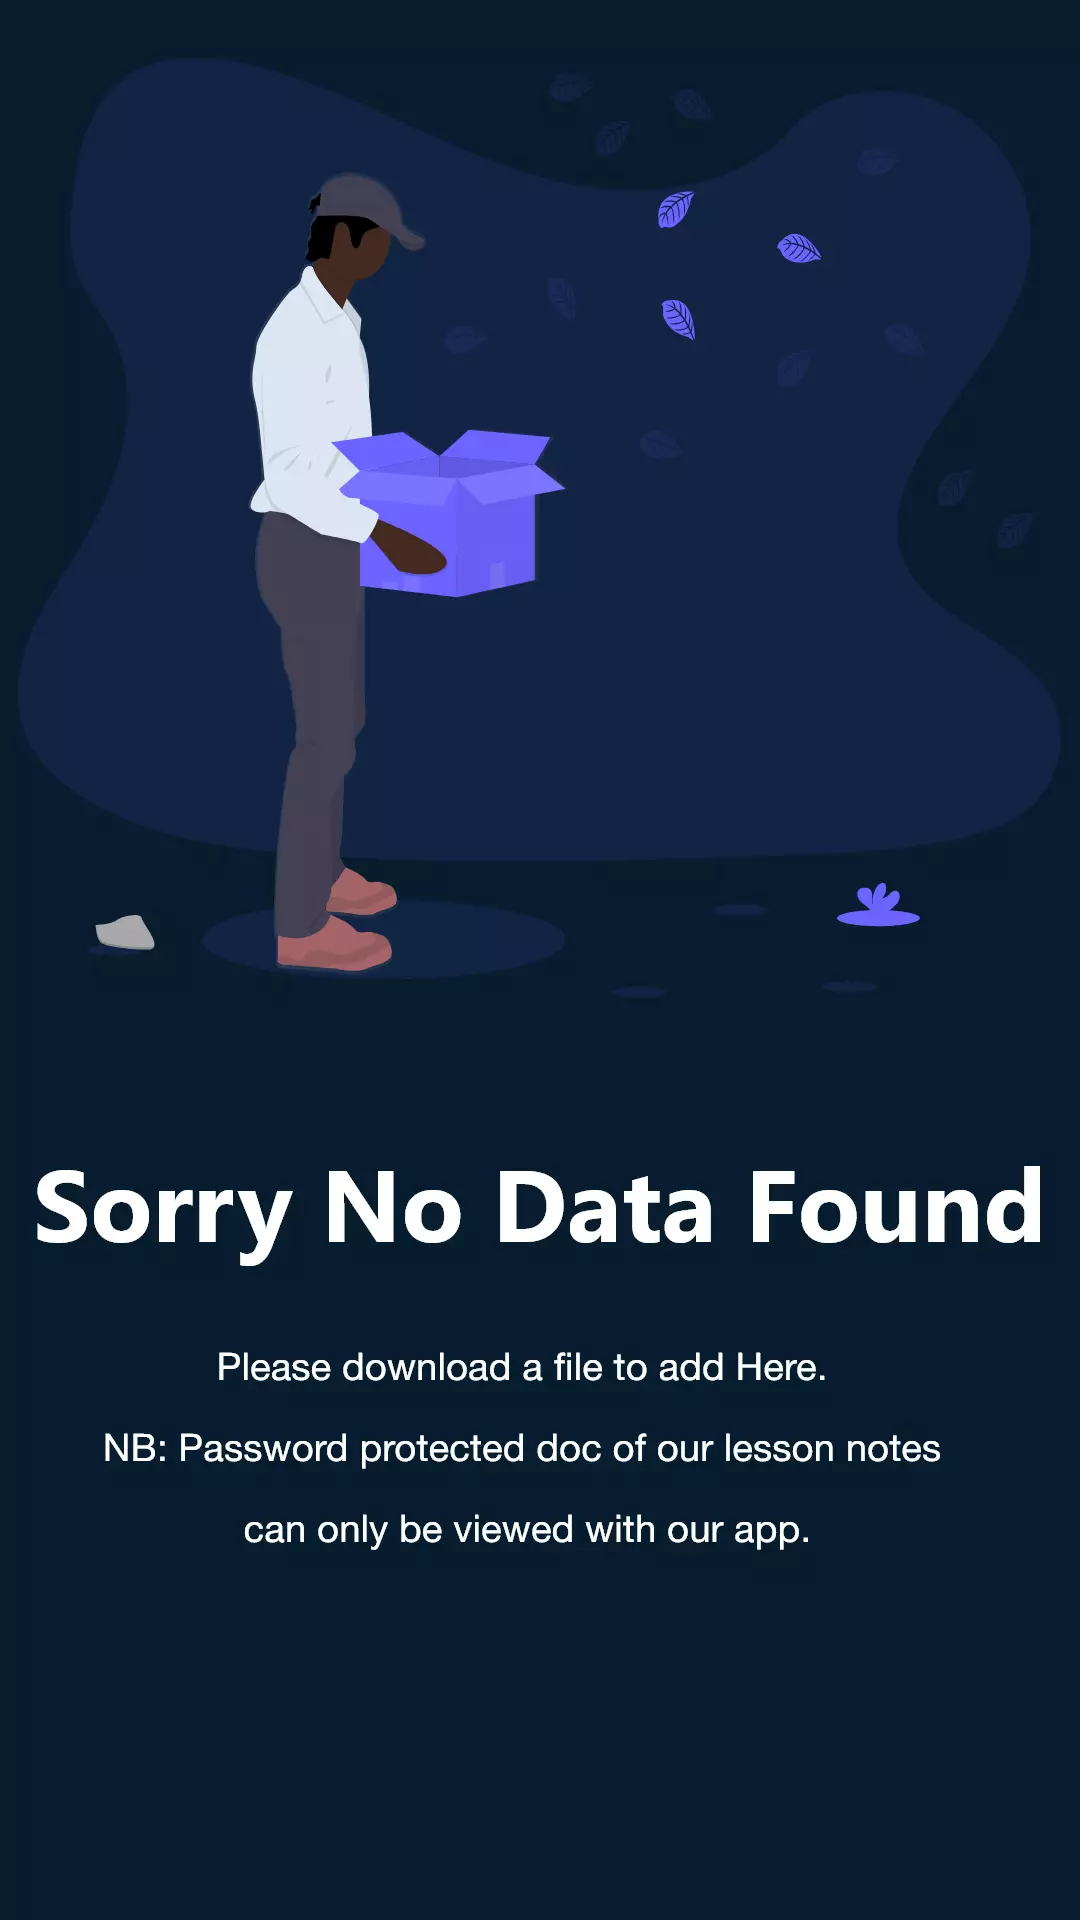 Sorry No Data Found
Please download a file to add Here.
NB: Password protected doc of our lesson notes
can only be viewed with our app.